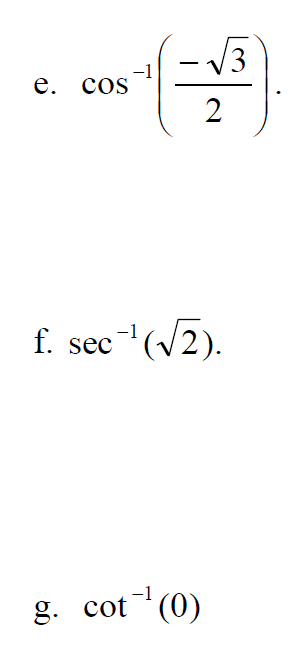 e. cos⁻¹(−√3/2).
f. sec⁻¹(√2).
g. cot⁻¹(0)